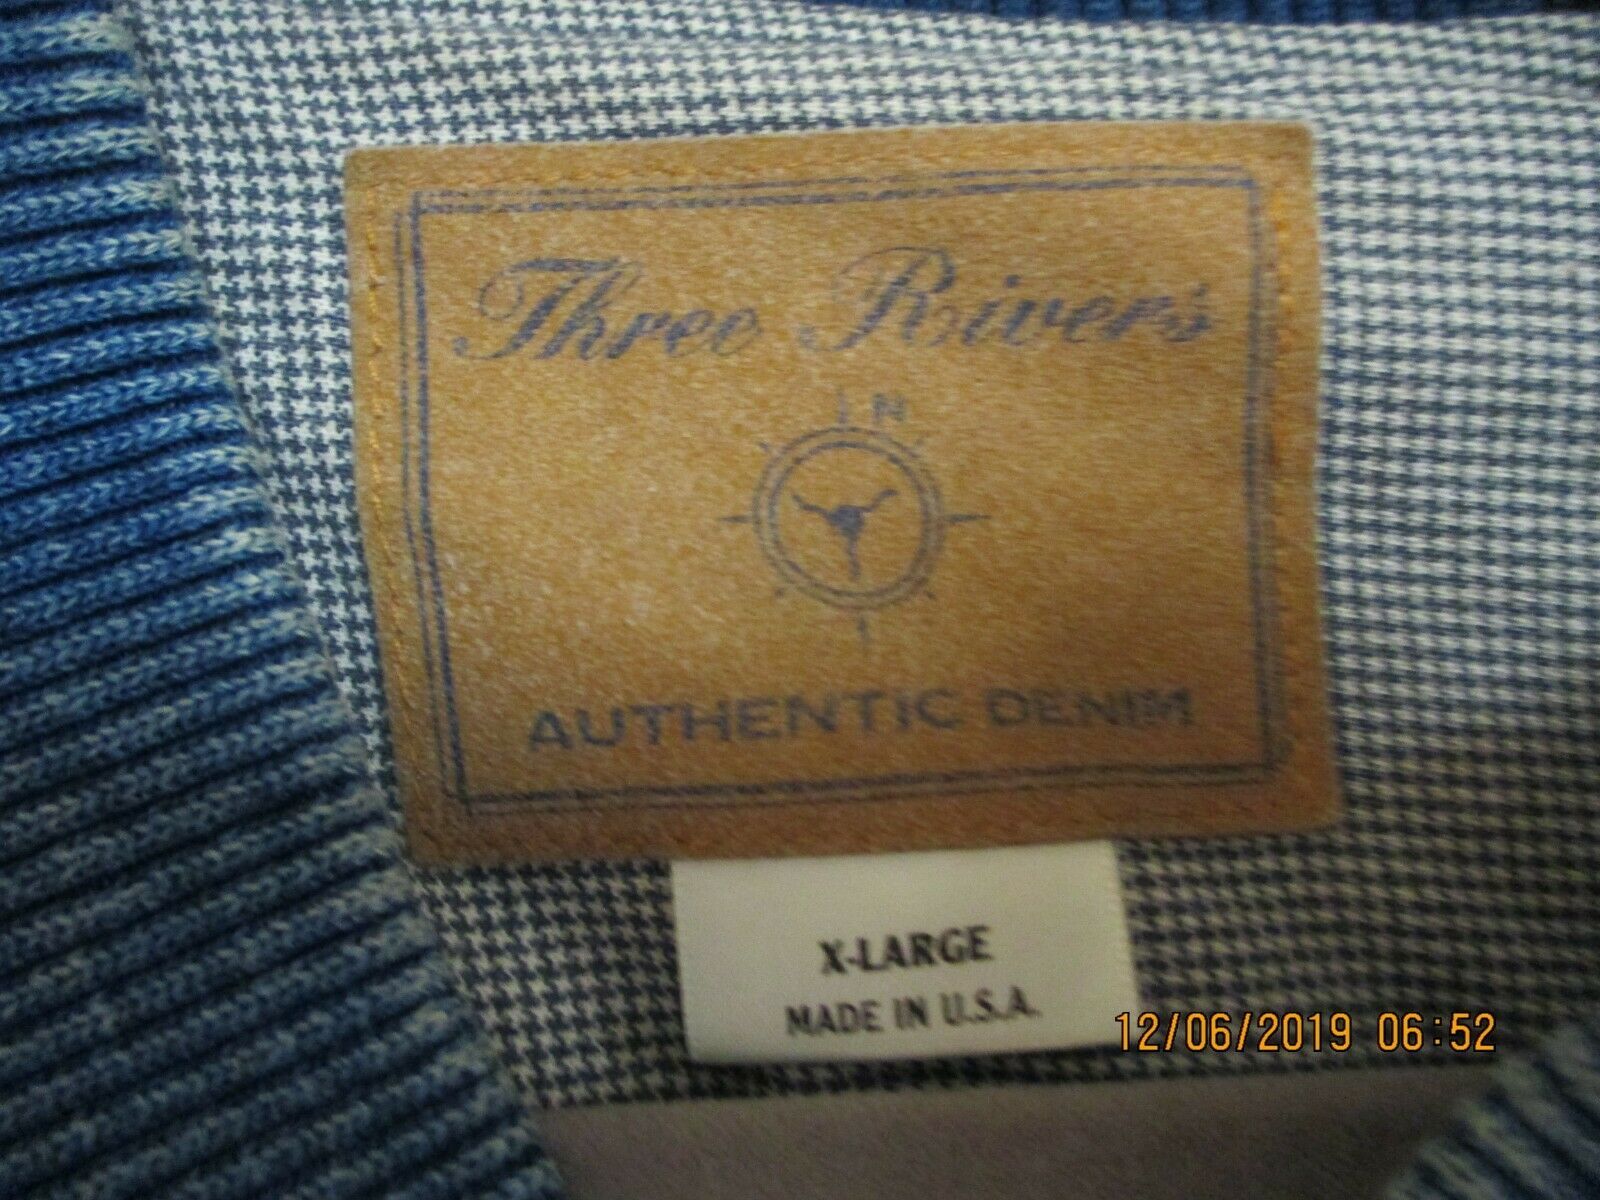 Three Rivers
N
AUTHENTIC DENIM
X-LARGE
MADE IN U.S.A.
12/06/2019 06:52